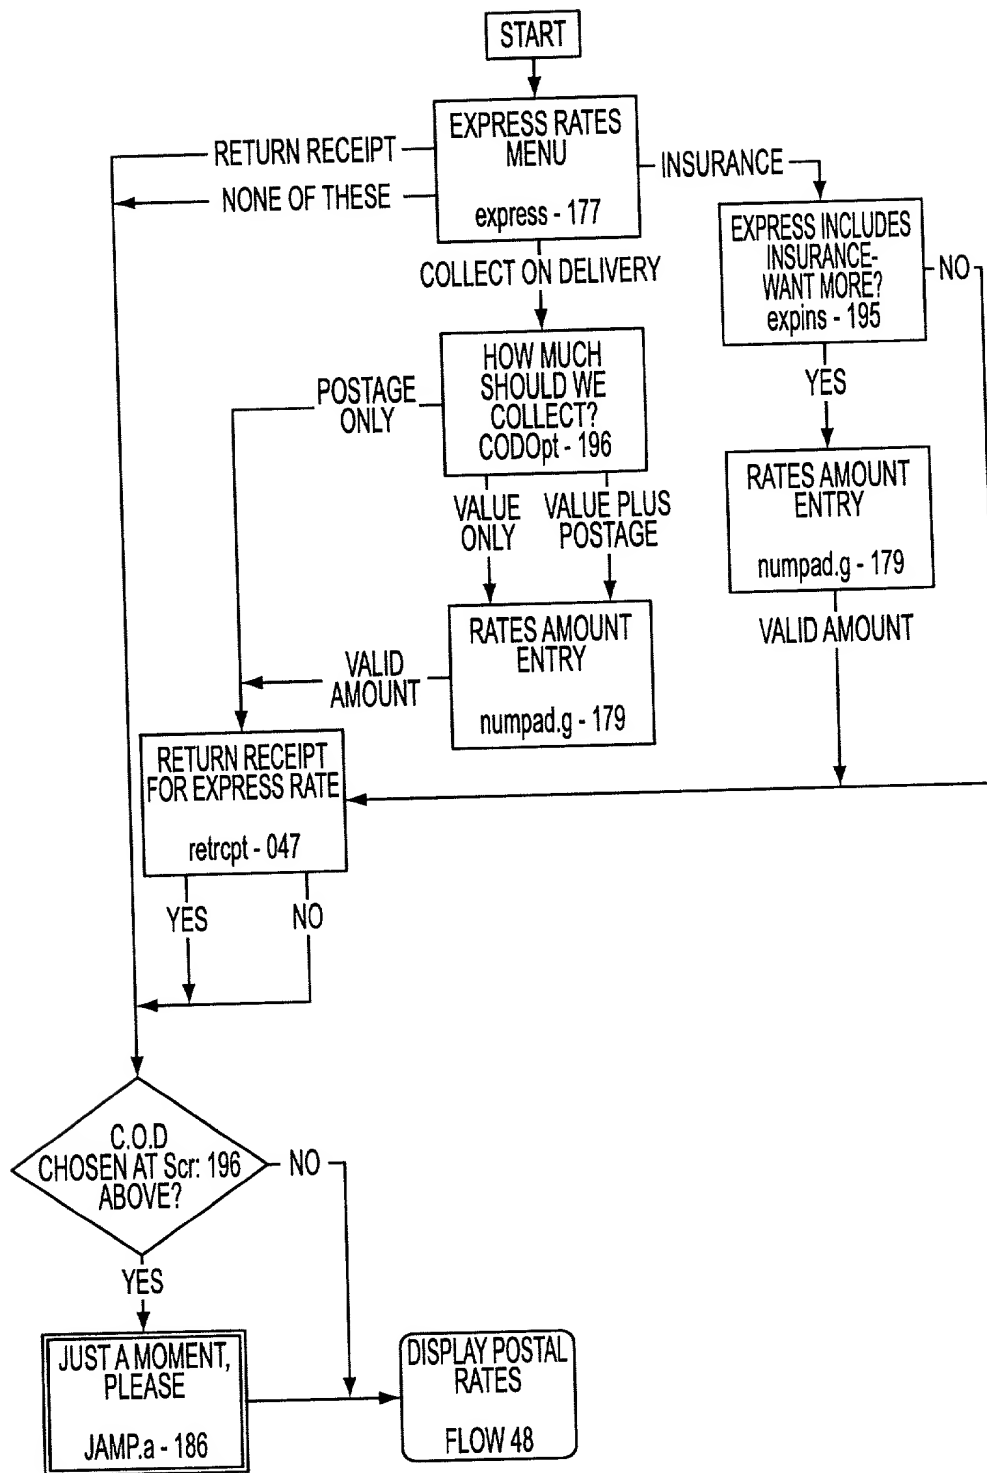 START
EXPRESS RATES
MENU
express - 177
RETURN RECEIPT
NONE OF THESE
INSURANCE
COLLECT ON DELIVERY
EXPRESS INCLUDES
INSURANCE-
WANT MORE?
expins - 195
NO
YES
HOW MUCH
SHOULD WE
COLLECT?
CODOpt - 196
POSTAGE
ONLY
VALUE
ONLY
VALUE PLUS
POSTAGE
RATES AMOUNT
ENTRY
numpad.g - 179
VALID AMOUNT
RATES AMOUNT
ENTRY
numpad.g - 179
VALID
AMOUNT
RETURN RECEIPT
FOR EXPRESS RATE
retrcpt - 047
YES
NO
C.O.D
CHOSEN AT Scr: 196
ABOVE?
NO
YES
JUST A MOMENT,
PLEASE
JAMP.a - 186
DISPLAY POSTAL
RATES
FLOW 48